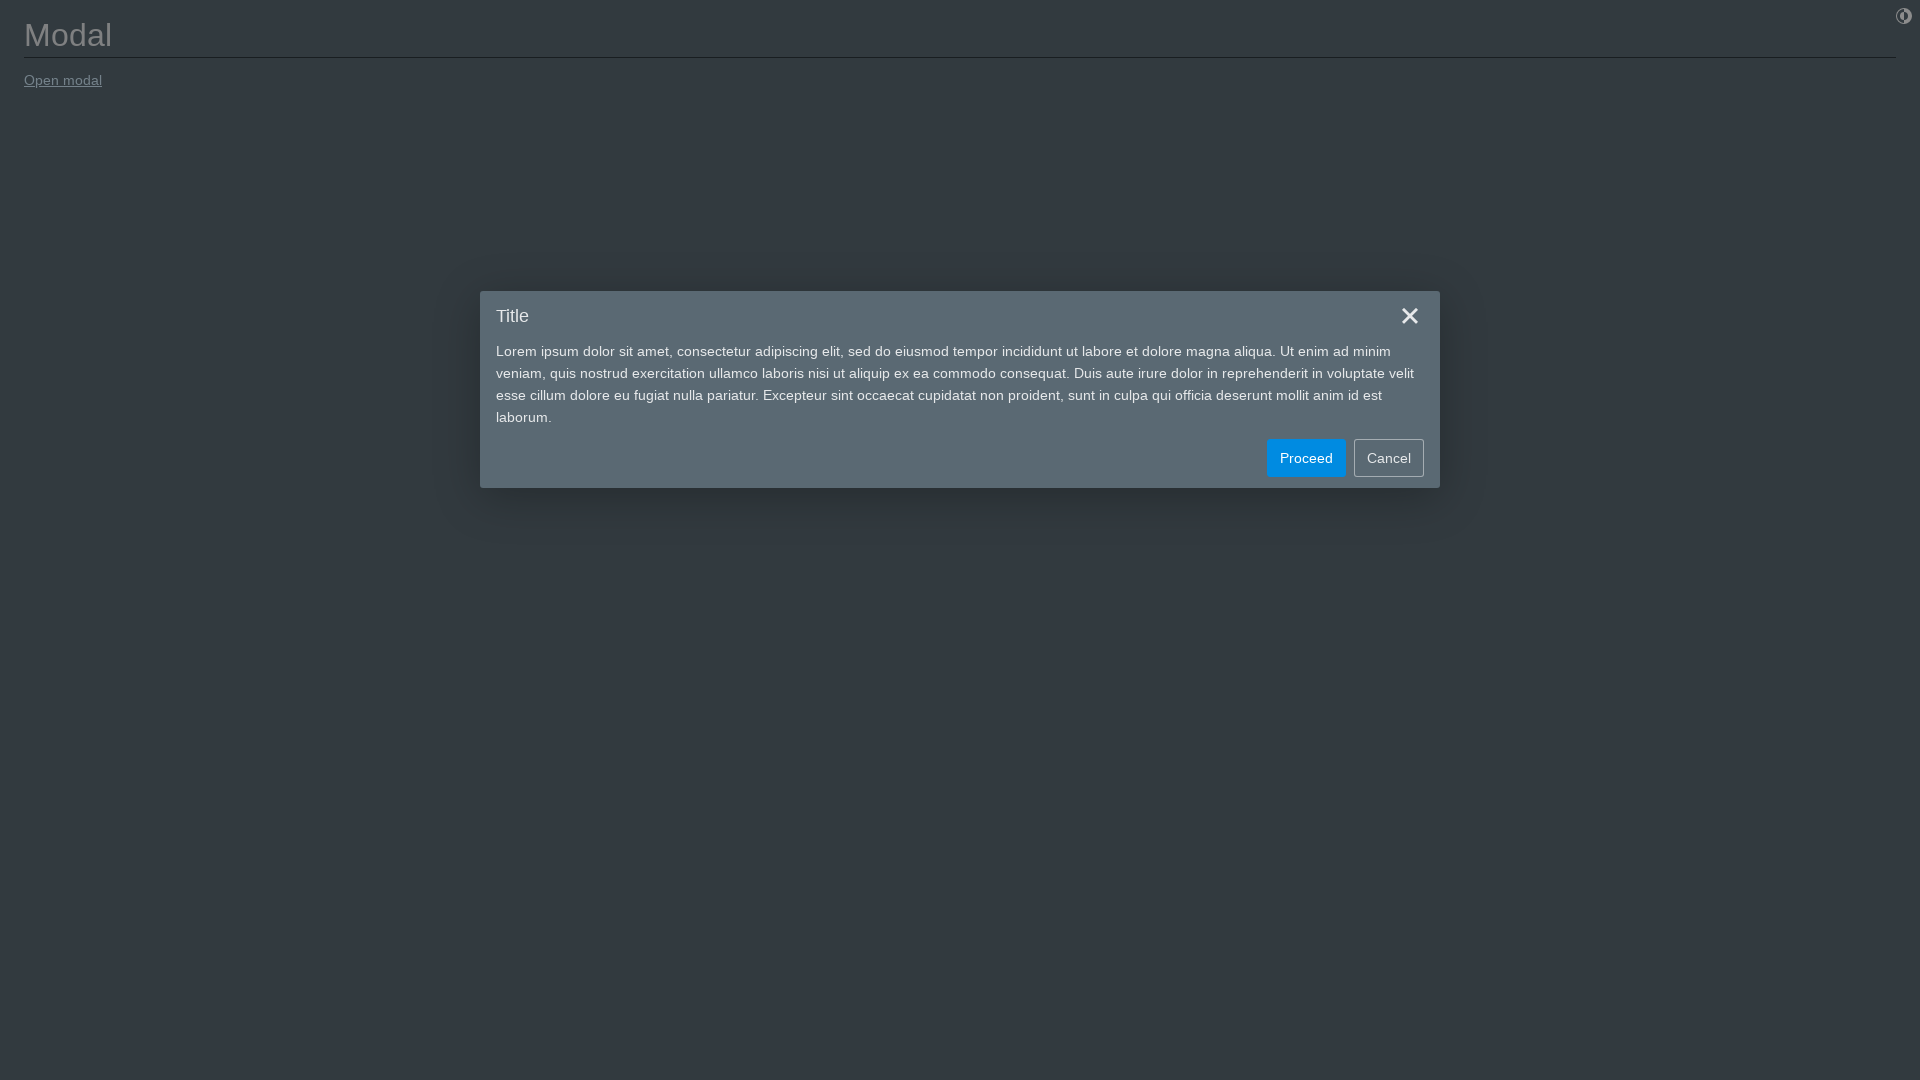 Modal
Open modal
Title
Lorem ipsum dolor sit amet, consectetur adipiscing elit, sed do eiusmod tempor incididunt ut labore et dolore magna aliqua. Ut enim ad minim
veniam, quis nostrud exercitation ullamco laboris nisi ut aliquip ex ea commodo consequat. Duis aute irure dolor in reprehenderit in voluptate velit
esse cillum dolore eu fugiat nulla pariatur. Excepteur sint occaecat cupidatat non proident, sunt in culpa qui officia deserunt mollit anim id est
laborum.
Proceed Cancel